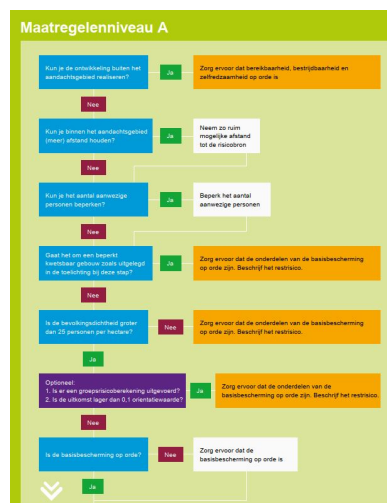 Maatregelenniveau A
Kun je de ontwikkeling buiten het
aandachtsgebied realiseren?
Ja
Zorg ervoor dat bereikbaarheid, bestrijdbaarheid en
zelfredzaamheid op orde is
Nee
Kun je binnen het aandachtsgebied
(meer) afstand houden?
Ja
Neem zo ruim
mogelijke afstand
tot de risicobron
Nee
Kun je het aantal aanwezige
personen beperken?
Ja
Beperk het aantal
aanwezige personen
Nee
Gaat het om een beperkt
kwetsbaar gebouw zoals uitgelegd
in de toelichting bij deze stap?
Ja
Zorg ervoor dat de onderdelen van de basisbescherming
op orde zijn. Beschrijf het restrisico.
Nee
Is de bevolkingsdichtheid groter
dan 25 personen per hectare?
Nee
Zorg ervoor dat de onderdelen van de basisbescherming
op orde zijn. Beschrijf het restrisico.
Ja
Optioneel:
1. Is er een groepsrisicoberekening uitgevoerd?
2. Is de uitkomst lager dan 0,1 orientatiewaarde?
Ja
Zorg ervoor dat de onderdelen van de
basisbescherming op orde zijn. Beschrijf het restrisico.
Nee
Is de basisbescherming op orde?
Nee
Zorg ervoor dat de
basisbescherming op orde is
Ja